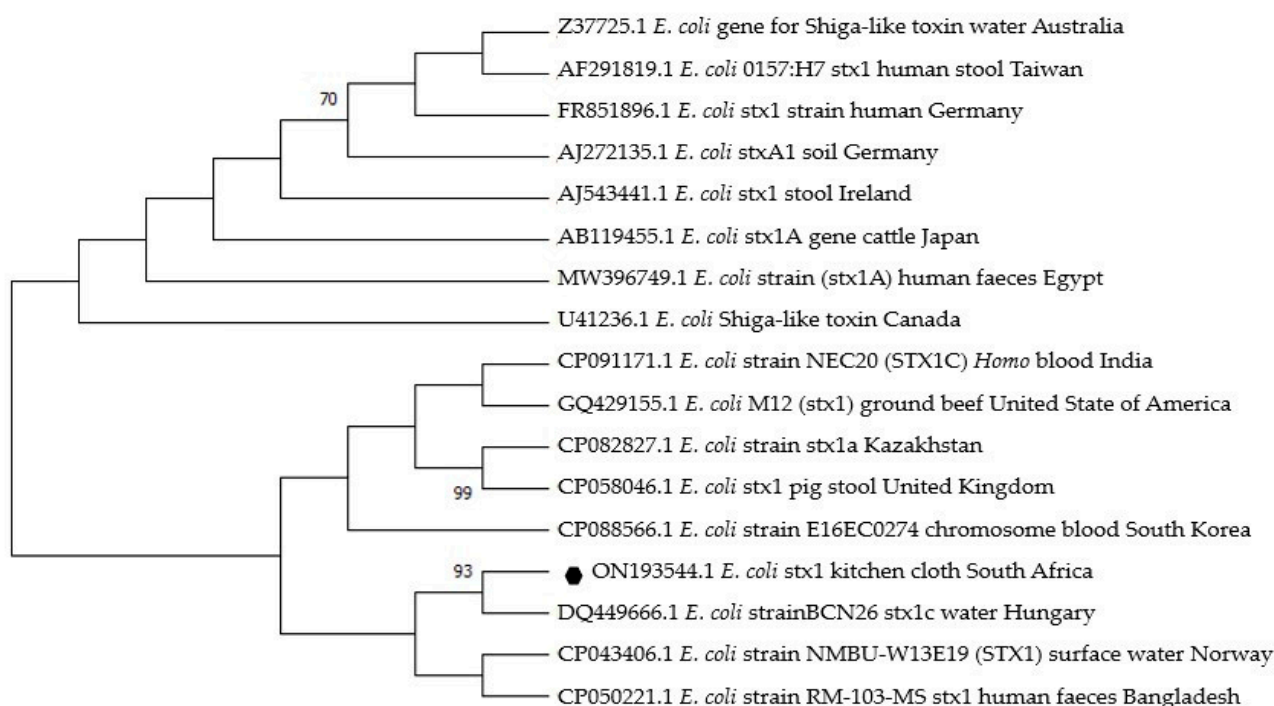 Z37725.1 E. coli gene for Shiga-like toxin water Australia
AF291819.1 E. coli 0157:H7 stx1 human stool Taiwan
70
FR851896.1 E. coli stx1 strain human Germany
AJ272135.1 E. coli stxA1 soil Germany
AJ543441.1 E. coli stx1 stool Ireland
AB119455.1 E. coli stx1A gene cattle Japan
MW396749.1 E. coli strain (stx1A) human faeces Egypt
U41236.1 E. coli Shiga-like toxin Canada
CP091171.1 E. coli strain NEC20 (STX1C) Homo blood India
GQ429155.1 E. coli M12 (stx1) ground beef United State of America
CP082827.1 E. coli strain stx1a Kazakhstan
99
CP058046.1 E. coli stx1 pig stool United Kingdom
CP088566.1 E. coli strain E16EC0274 chromosome blood South Korea
93
ON193544.1 E. coli stx1 kitchen cloth South Africa
DQ449666.1 E. coli strainBCN26 stx1c water Hungary
CP043406.1 E. coli strain NMBU-W13E19 (STX1) surface water Norway
CP050221.1 E. coli strain RM-103-MS stx1 human faeces Bangladesh